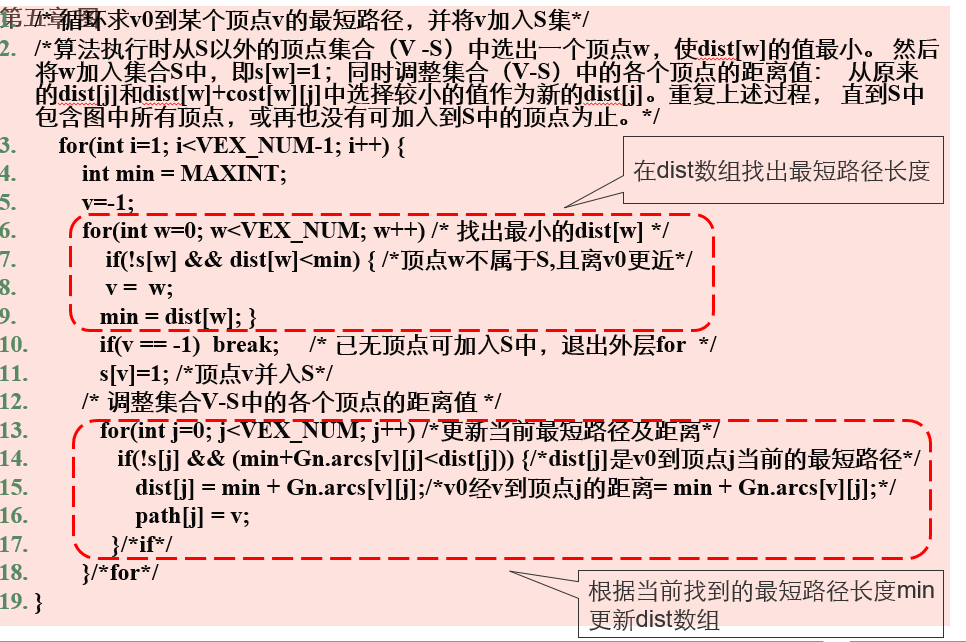 第五章 图
1. /* 循环求v0到某个顶点v的最短路径，并将v加入S集*/
2. /*算法执行时从S以外的顶点集合（V -S）中选出一个顶点w，使dist[w]的值最小。 然后
将w加入集合S中，即s[w]=1；同时调整集合（V-S）中的各个顶点的距离值： 从原来
的dist[j]和dist[w]+cost[w][j]中选择较小的值作为新的dist[j]。重复上述过程， 直到S中
包含图中所有顶点，或再也没有可加入到S中的顶点为止。*/
3. for(int i=1; i<VEX_NUM-1; i++) {
4. int min = MAXINT;
在dist数组找出最短路径长度
5. v=-1;
6. for(int w=0; w<VEX_NUM; w++) /* 找出最小的dist[w] */
7. if(!s[w] && dist[w]<min) { /*顶点w不属于S,且离v0更近*/
8. v = w;
9. min = dist[w]; }
10. if(v == -1) break; /* 已无顶点可加入S中，退出外层for */
11. s[v]=1; /*顶点v并入S*/
12. /* 调整集合V-S中的各个顶点的距离值 */
13. for(int j=0; j<VEX_NUM; j++) /*更新当前最短路径及距离*/
14. if(!s[j] && (min+Gn.arcs[v][j]<dist[j])) {/*dist[j]是v0到顶点j当前的最短路径*/
15. dist[j] = min + Gn.arcs[v][j];/*v0经v到顶点j的距离= min + Gn.arcs[v][j];*/
16. path[j] = v;
17. }/*if*/
18. }/*for*/
19. }
根据当前找到的最短路径长度min
更新dist数组